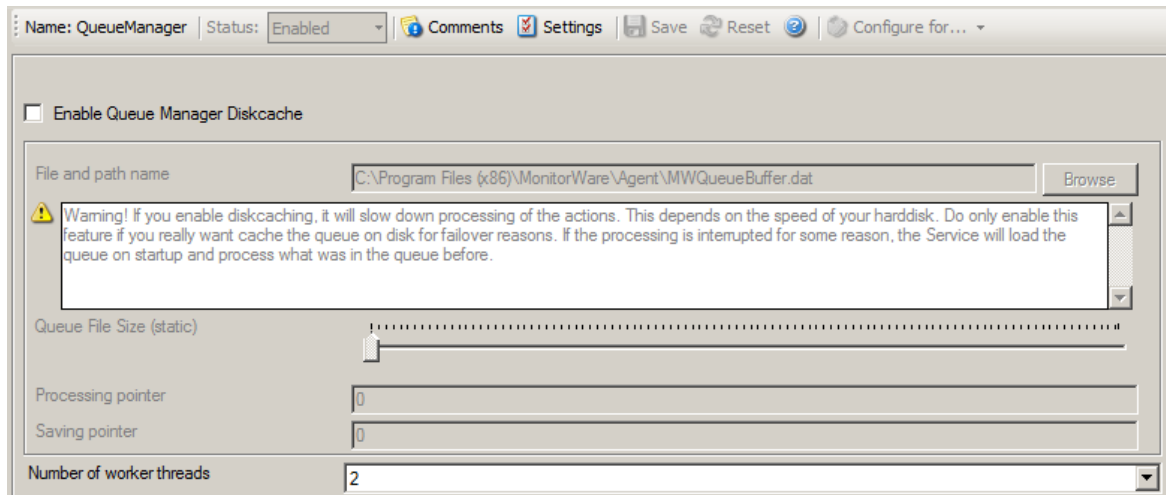 Name: QueueManager Status: Enabled Comments Settings Save Reset Configure for...
Enable Queue Manager Diskcache
File and path name C:\Program Files (x86)\MonitorWare\Agent\MWQueueBuffer.dat Browse
Warning! If you enable diskcaching, it will slow down processing of the actions. This depends on the speed of your harddisk. Do only enable this
feature if you really want cache the queue on disk for failover reasons. If the processing is interrupted for some reason, the Service will load the
queue on startup and process what was in the queue before.
Queue File Size (static)
Processing pointer 0
Saving pointer 0
Number of worker threads 2